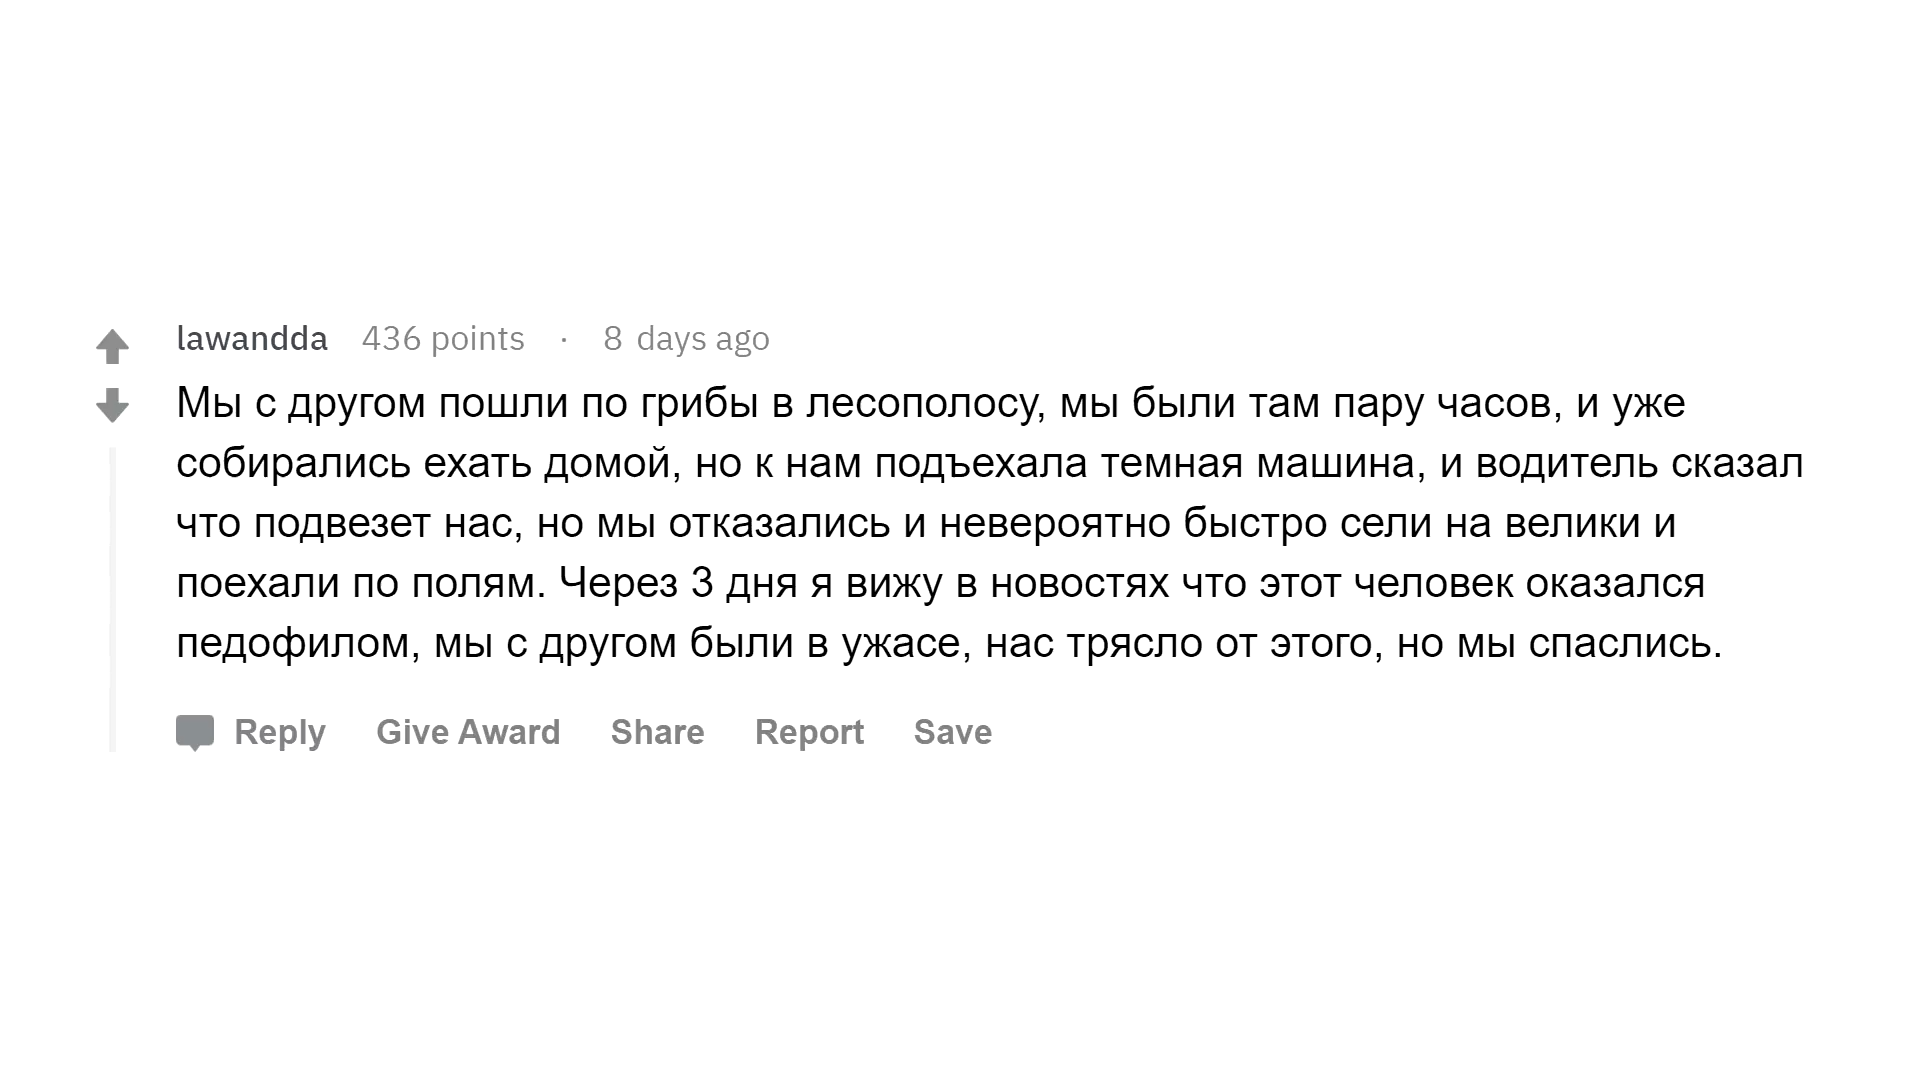 lawandda 436 points · 8 days ago
Мы с другом пошли по грибы в лесополосу, мы были там пару часов, и уже
собирались ехать домой, но к нам подъехала темная машина, и водитель сказал
что подвезет нас, но мы отказались и невероятно быстро сели на велики и
поехали по полям. Через 3 дня я вижу в новостях что этот человек оказался
педофилом, мы с другом были в ужасе, нас трясло от этого, но мы спаслись.
Reply Give Award Share Report Save